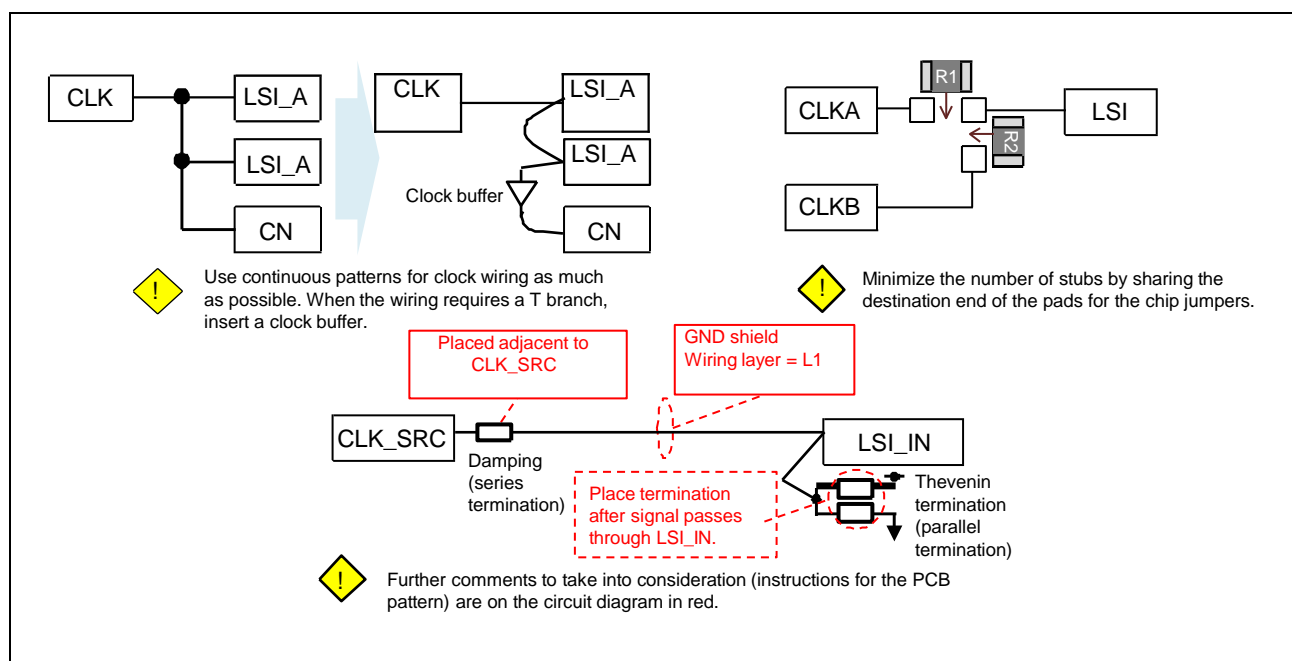 CLK
LSI_A
LSI_A
CN
CLK
LSI_A
LSI_A
Clock buffer
CN
R1
CLKA
LSI
R2
CLKB
! Use continuous patterns for clock wiring as much
as possible. When the wiring requires a T branch,
insert a clock buffer.
! Minimize the number of stubs by sharing the
destination end of the pads for the chip jumpers.
Placed adjacent to
CLK_SRC
GND shield
Wiring layer = L1
CLK_SRC
LSI_IN
Damping
(series
termination)
Place termination
after signal passes
through LSI_IN.
Thevenin
termination
(parallel
termination)
! Further comments to take into consideration (instructions for the PCB
pattern) are on the circuit diagram in red.